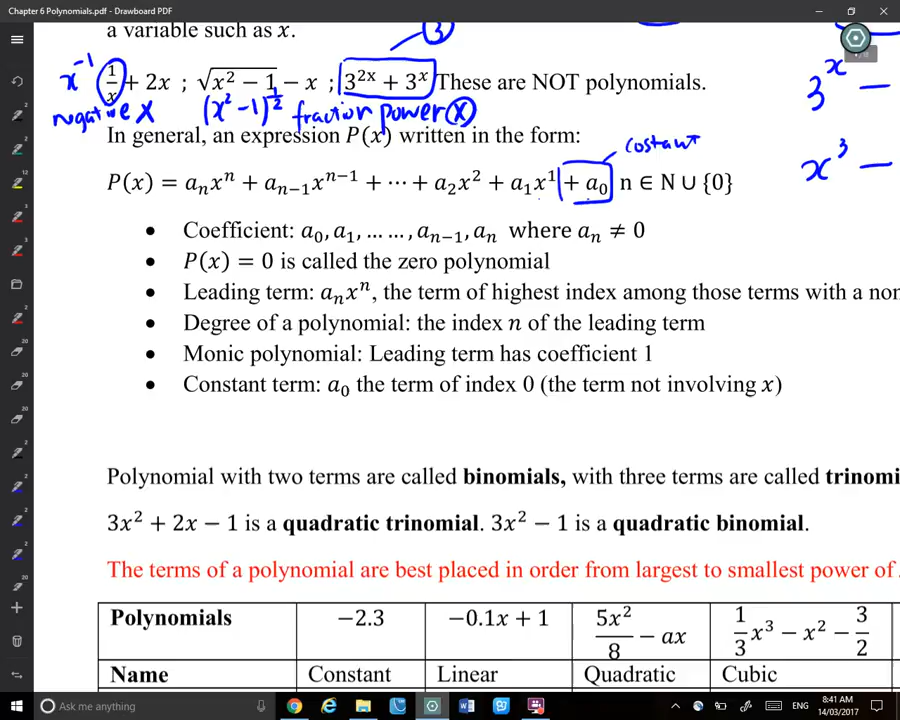 Chapter 6 Polynomials.pdf - Drawboard PDF
a variable such as x.
③
x⁻¹ 1/x + 2x ; √(x² − 1) − x ; 3^(2x) + 3^x These are NOT polynomials.
3^x −
negative X (x² −1)^(1/2) fraction power ⓧ
In general, an expression P(x) written in the form:
costant
x³ −
P(x) = aₙxⁿ + aₙ₋₁xⁿ⁻¹ + ⋯ + a₂x² + a₁x¹ + a₀ n ∈ N ∪ {0}
• Coefficient: a₀, a₁, … …, aₙ₋₁, aₙ where aₙ ≠ 0
• P(x) = 0 is called the zero polynomial
• Leading term: aₙxⁿ, the term of highest index among those terms with a non
• Degree of a polynomial: the index n of the leading term
• Monic polynomial: Leading term has coefficient 1
• Constant term: a₀ the term of index 0 (the term not involving x)
Polynomial with two terms are called binomials, with three terms are called trinomi
3x² + 2x − 1 is a quadratic trinomial. 3x² − 1 is a quadratic binomial.
The terms of a polynomial are best placed in order from largest to smallest power of
Polynomials −2.3 −0.1x + 1 5x²/8 − ax 1/3 x³ − x² − 3/2
Name Constant Linear Quadratic Cubic
Ask me anything
ENG
8:41 AM
14/03/2017